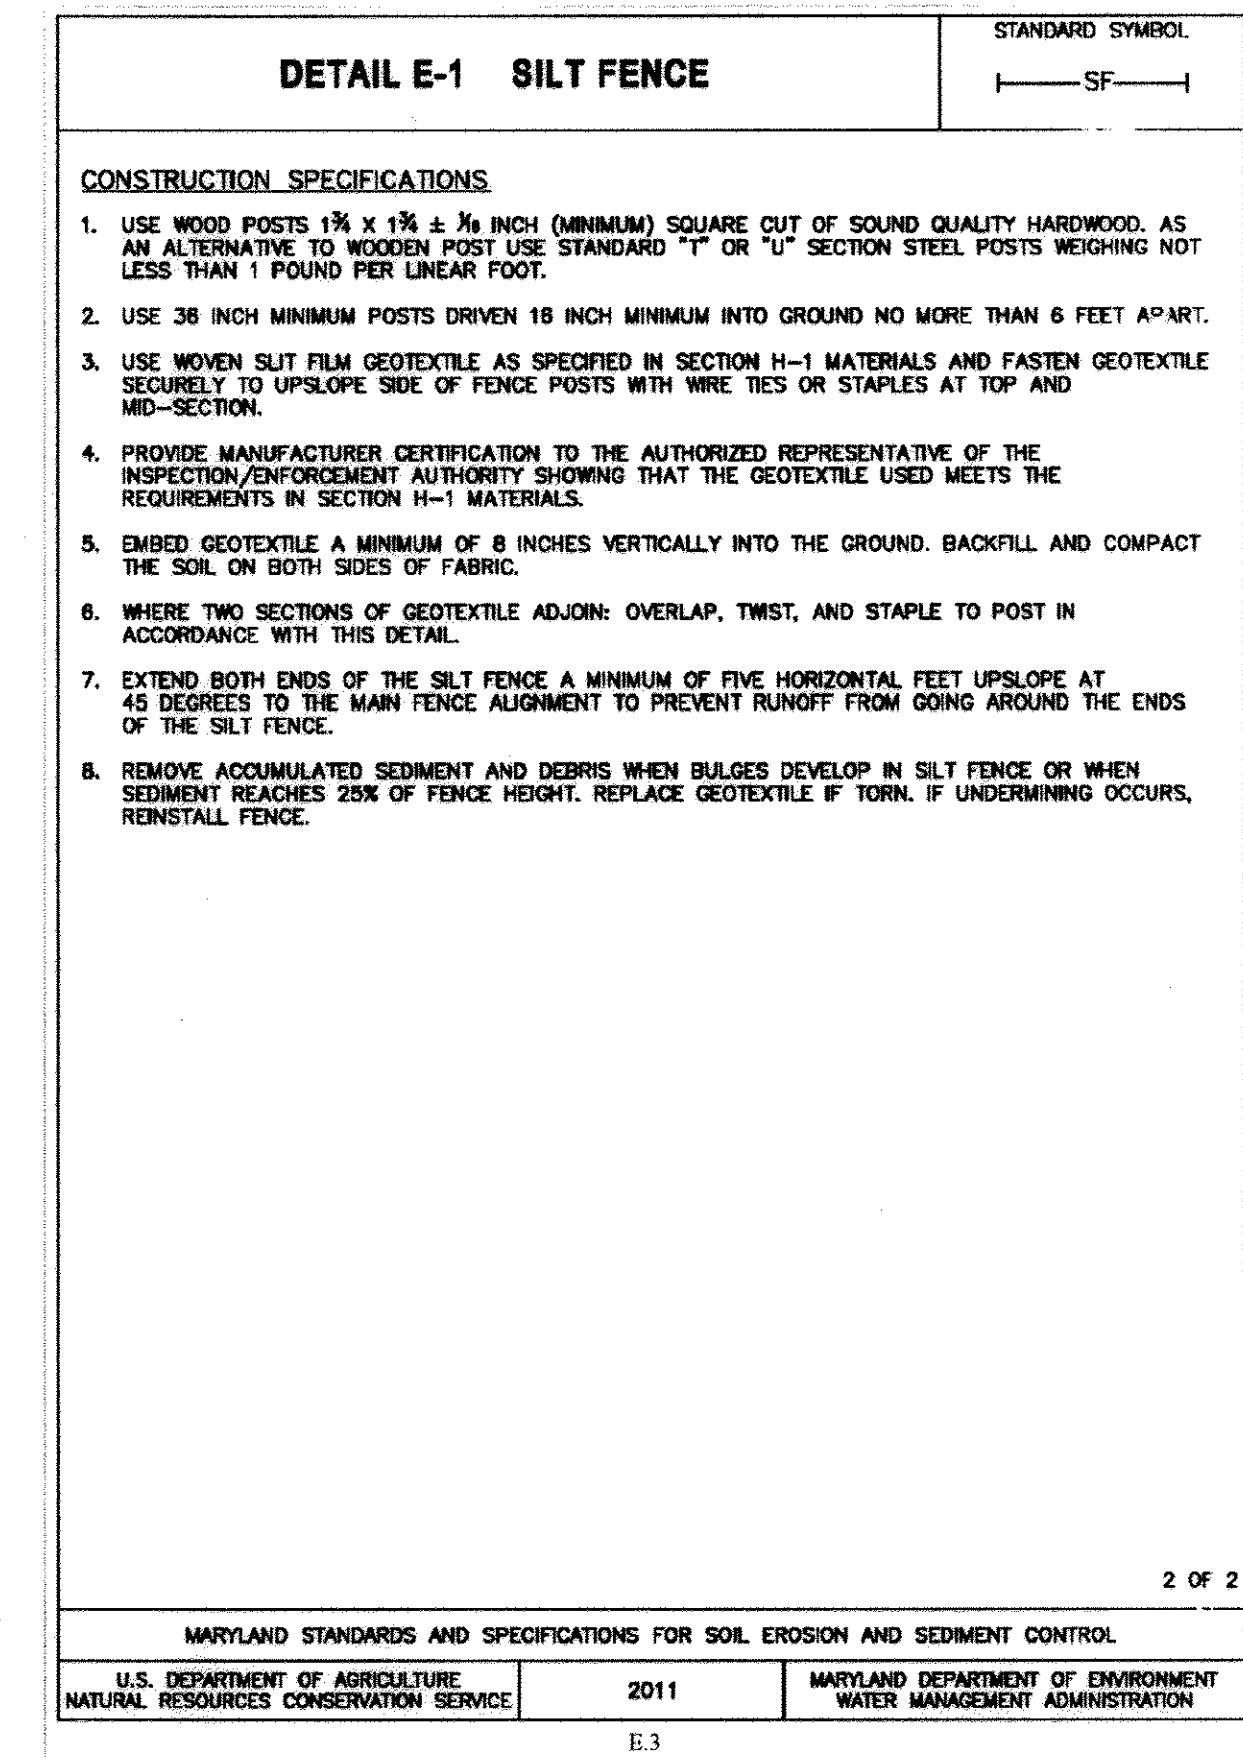 DETAIL E-1 SILT FENCE
STANDARD SYMBOL
SF
CONSTRUCTION SPECIFICATIONS
1. USE WOOD POSTS 1¾ X 1¾ ± 1/16 INCH (MINIMUM) SQUARE CUT OF SOUND QUALITY HARDWOOD. AS
AN ALTERNATIVE TO WOODEN POST USE STANDARD "T" OR "U" SECTION STEEL POSTS WEIGHING NOT
LESS THAN 1 POUND PER LINEAR FOOT.
2. USE 36 INCH MINIMUM POSTS DRIVEN 16 INCH MINIMUM INTO GROUND NO MORE THAN 6 FEET APART.
3. USE WOVEN SLIT FILM GEOTEXTILE AS SPECIFIED IN SECTION H-1 MATERIALS AND FASTEN GEOTEXTILE
SECURELY TO UPSLOPE SIDE OF FENCE POSTS WITH WIRE TIES OR STAPLES AT TOP AND
MID-SECTION.
4. PROVIDE MANUFACTURER CERTIFICATION TO THE AUTHORIZED REPRESENTATIVE OF THE
INSPECTION/ENFORCEMENT AUTHORITY SHOWING THAT THE GEOTEXTILE USED MEETS THE
REQUIREMENTS IN SECTION H-1 MATERIALS.
5. EMBED GEOTEXTILE A MINIMUM OF 8 INCHES VERTICALLY INTO THE GROUND. BACKFILL AND COMPACT
THE SOIL ON BOTH SIDES OF FABRIC.
6. WHERE TWO SECTIONS OF GEOTEXTILE ADJOIN: OVERLAP, TWIST, AND STAPLE TO POST IN
ACCORDANCE WITH THIS DETAIL.
7. EXTEND BOTH ENDS OF THE SILT FENCE A MINIMUM OF FIVE HORIZONTAL FEET UPSLOPE AT
45 DEGREES TO THE MAIN FENCE ALIGNMENT TO PREVENT RUNOFF FROM GOING AROUND THE ENDS
OF THE SILT FENCE.
8. REMOVE ACCUMULATED SEDIMENT AND DEBRIS WHEN BULGES DEVELOP IN SILT FENCE OR WHEN
SEDIMENT REACHES 25% OF FENCE HEIGHT. REPLACE GEOTEXTILE IF TORN. IF UNDERMINING OCCURS,
REINSTALL FENCE.
2 OF 2
MARYLAND STANDARDS AND SPECIFICATIONS FOR SOIL EROSION AND SEDIMENT CONTROL
U.S. DEPARTMENT OF AGRICULTURE
NATURAL RESOURCES CONSERVATION SERVICE
2011
MARYLAND DEPARTMENT OF ENVIRONMENT
WATER MANAGEMENT ADMINISTRATION
E.3